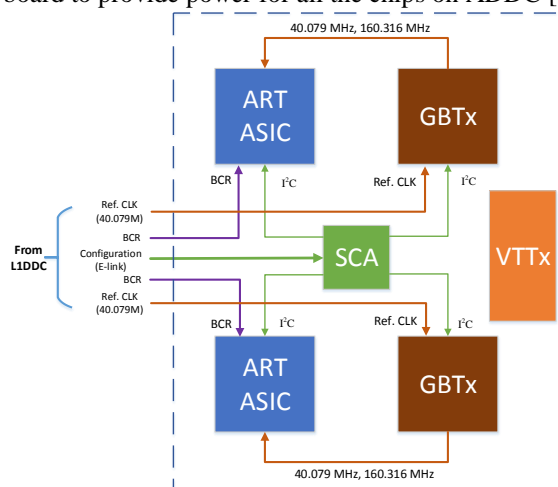 board to provide power for all the chips on ADDC [
40.079 MHz, 160.316 MHz
ART
ASIC
GBTx
BCR
I²C
Ref. CLK
I²C
Ref. CLK
(40.079M)
BCR
From
L1DDC
Configuration
(E-link)
SCA
VTTx
BCR
Ref. CLK
(40.079M)
BCR
I²C
Ref. CLK
I²C
ART
ASIC
GBTx
40.079 MHz, 160.316 MHz